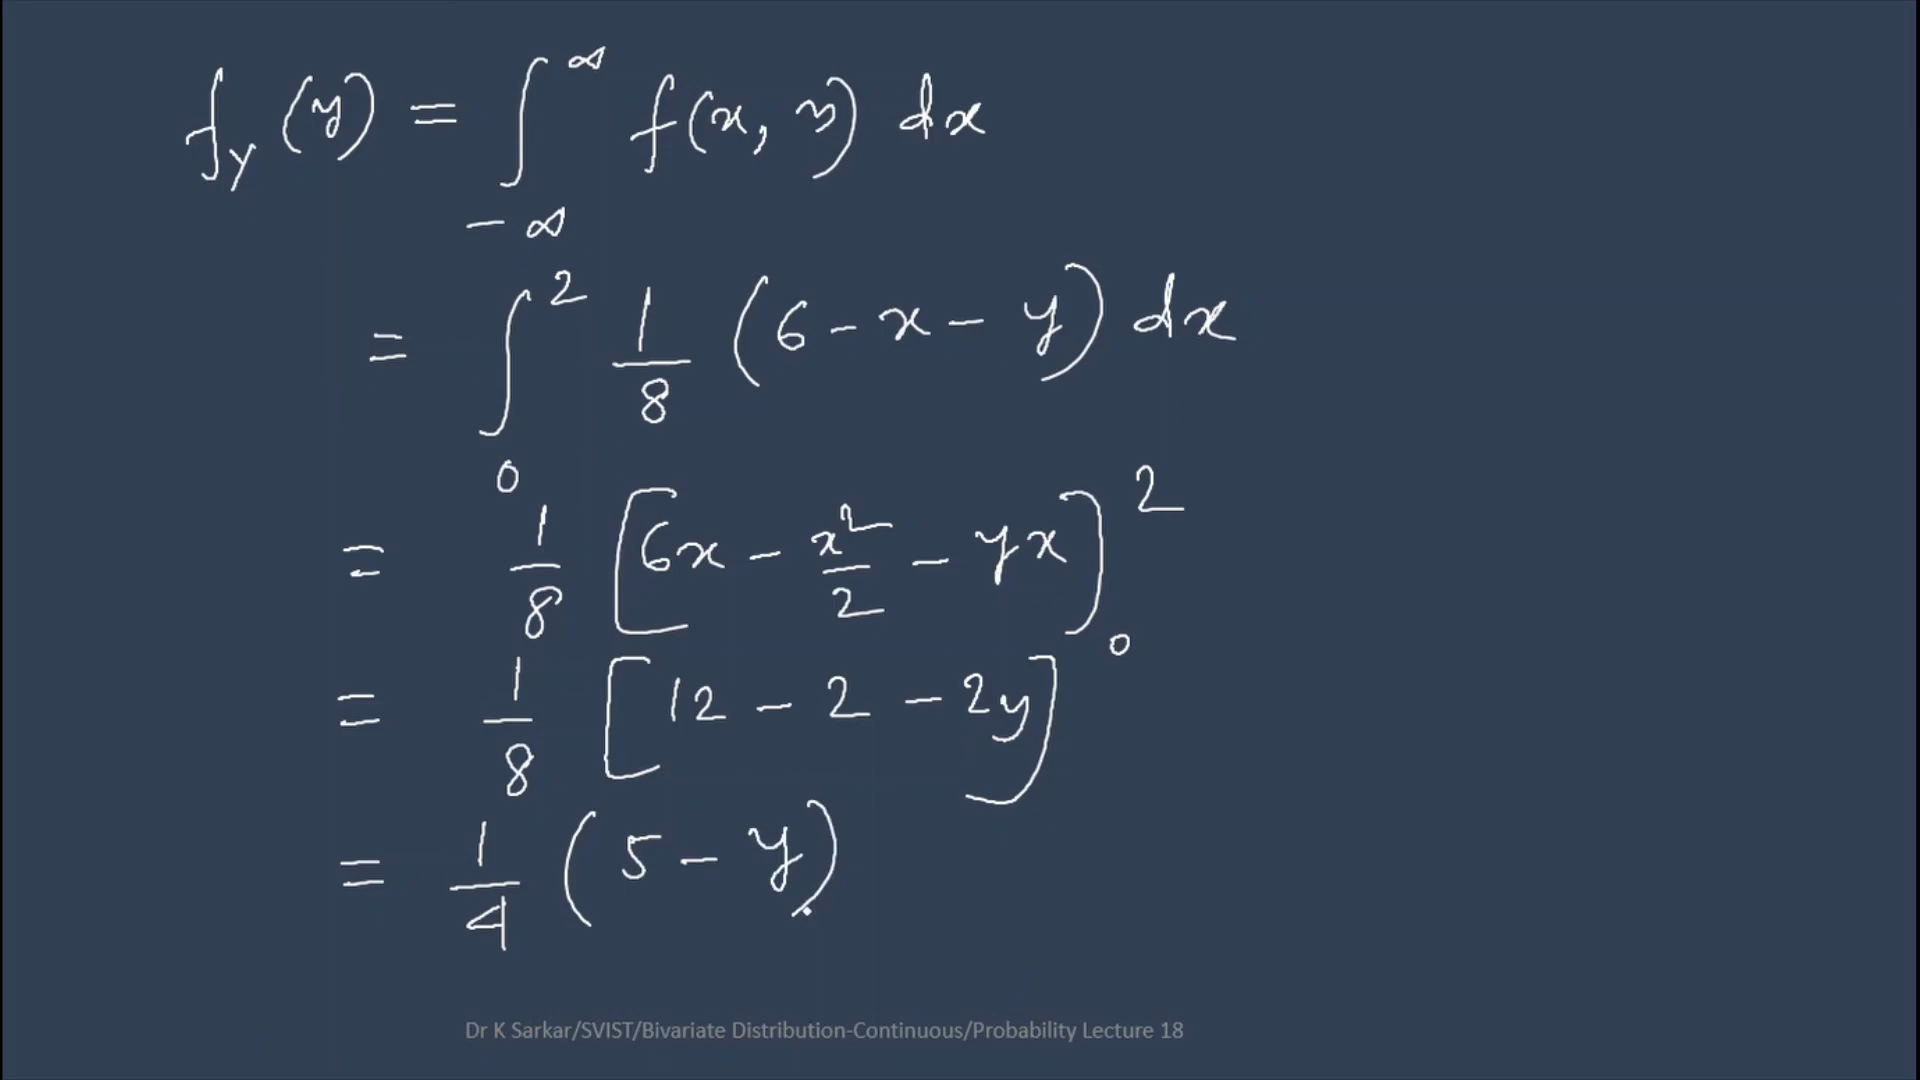 f_Y (y) = ∫_{-∞}^{∞} f(x, y) dx
= ∫_0^2 1/8 (6 - x - y) dx
= 1/8 [6x - x²/2 - yx]_0^2
= 1/8 [12 - 2 - 2y]
= 1/4 (5 - y)
Dr K Sarkar/SVIST/Bivariate Distribution-Continuous/Probability Lecture 18